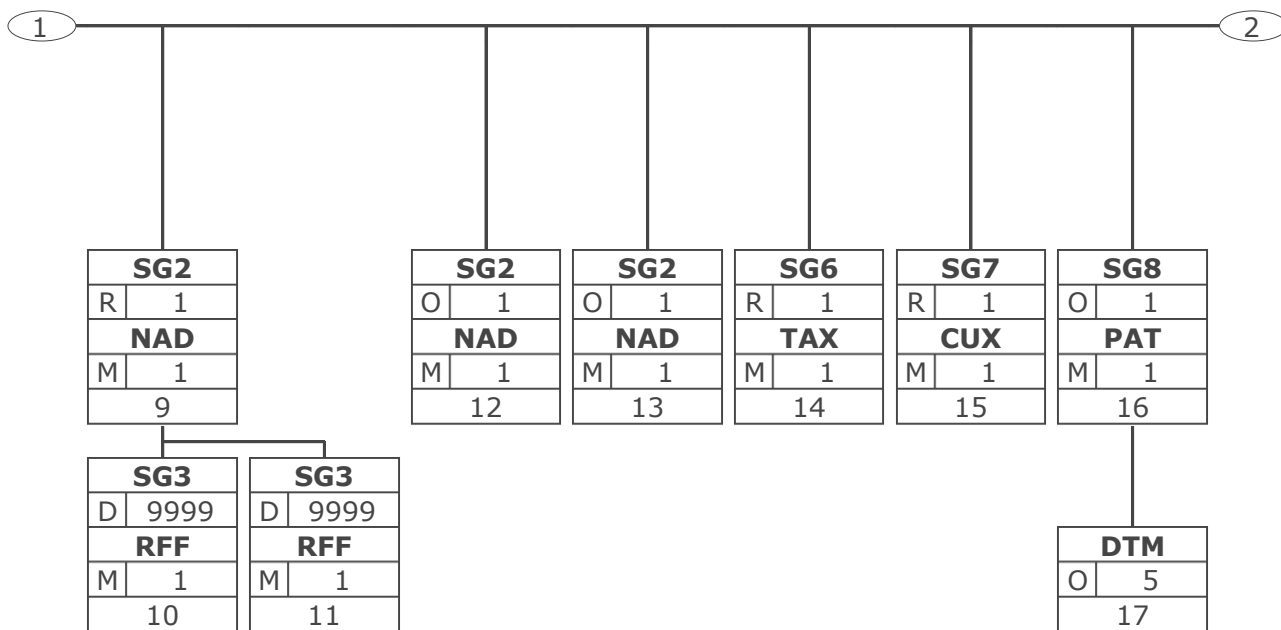 1
2
SG2
R 1
NAD
M 1
9
SG2
O 1
NAD
M 1
12
SG2
O 1
NAD
M 1
13
SG6
R 1
TAX
M 1
14
SG7
R 1
CUX
M 1
15
SG8
O 1
PAT
M 1
16
SG3
D 9999
RFF
M 1
10
SG3
D 9999
RFF
M 1
11
DTM
O 5
17